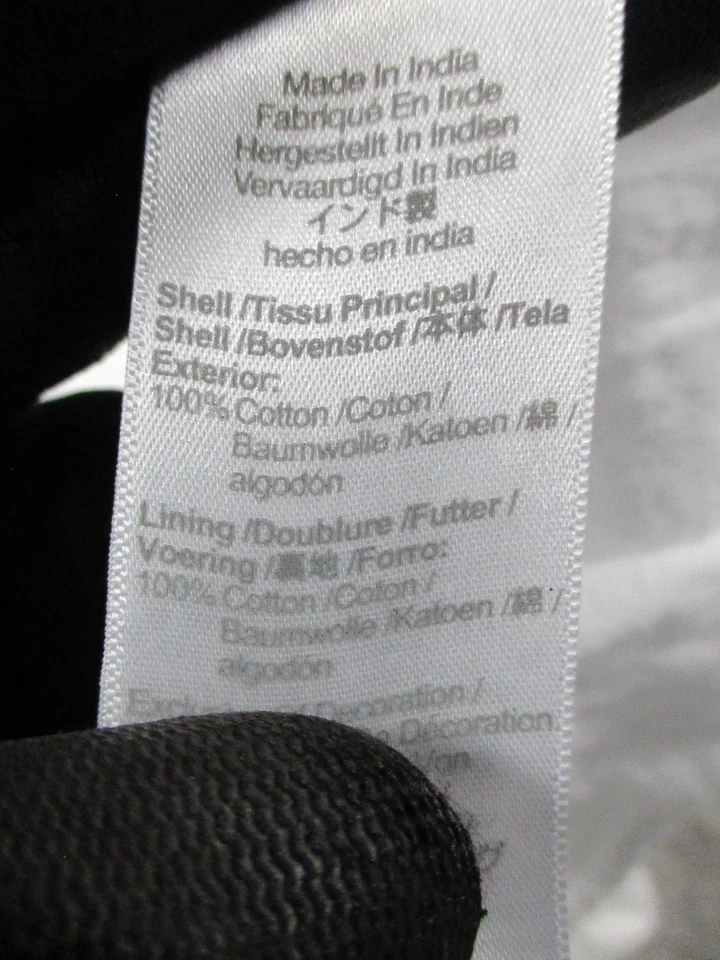 Made In India
Fabriqué En Inde
Hergestellt In Indien
Vervaardigd In India
インド製
hecho en india
Shell /Tissu Principal /
Shell /Bovenstof /本体 /Tela
Exterior:
100% Cotton /Coton /
Baumwolle /Katoen /綿 /
algodón
Lining /Doublure /Futter /
Voering /裏地 /Forro:
100% Cotton /Coton /
Baumwolle /Katoen /綿 /
algodón
Decoration /
Décoration